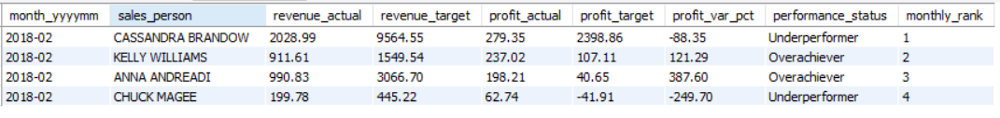 month_yyyymm sales_person revenue_actual revenue_target profit_actual profit_target profit_var_pct performance_status monthly_rank
2018-02 CASSANDRA BRANDOW 2028.99 9564.55 279.35 2398.86 -88.35 Underperformer 1
2018-02 KELLY WILLIAMS 911.61 1549.54 237.02 107.11 121.29 Overachiever 2
2018-02 ANNA ANDREADI 990.83 3066.70 198.21 40.65 387.60 Overachiever 3
2018-02 CHUCK MAGEE 199.78 445.22 62.74 -41.91 -249.70 Underperformer 4